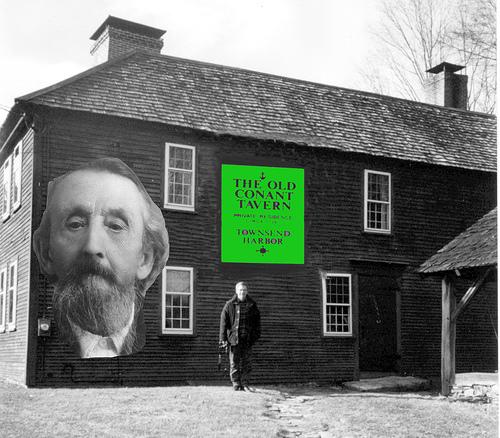 THE OLD
CONANT
TAVERN
PRIVATE RESIDENCE
TOWNSEND
HARBOR